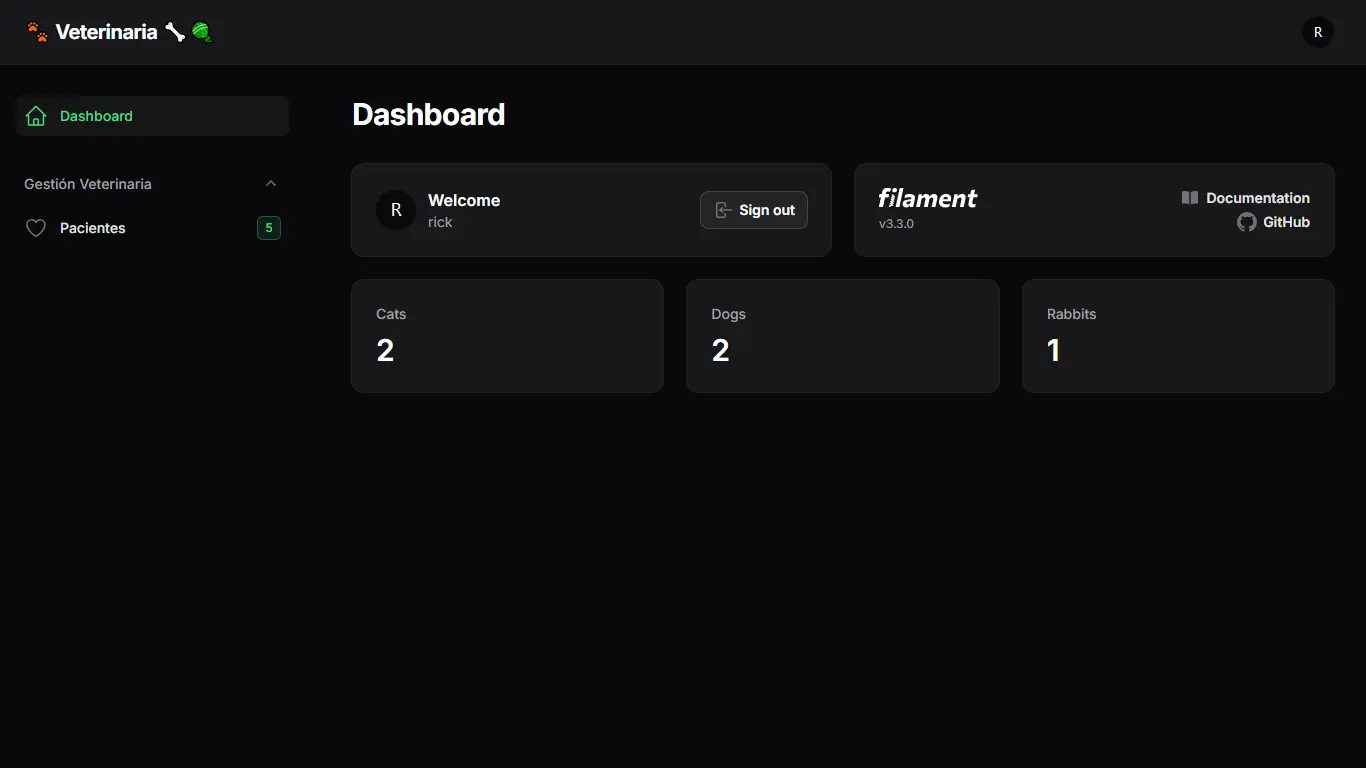 Veterinaria
R
Dashboard
Gestión Veterinaria
Pacientes
5
Dashboard
R
Welcome
rick
Sign out
filament
v3.3.0
Documentation
GitHub
Cats
2
Dogs
2
Rabbits
1